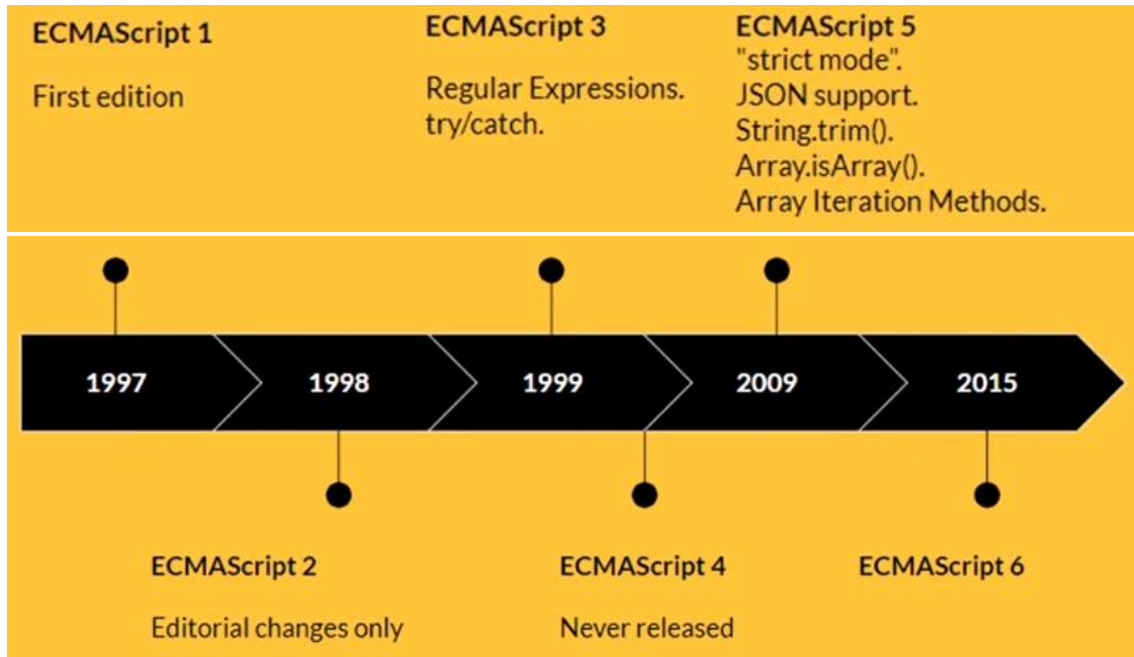 ECMAScript 1
First edition
ECMAScript 3
Regular Expressions.
try/catch.
ECMAScript 5
"strict mode".
JSON support.
String.trim().
Array.isArray().
Array Iteration Methods.
1997
1998
1999
2009
2015
ECMAScript 2
Editorial changes only
ECMAScript 4
Never released
ECMAScript 6